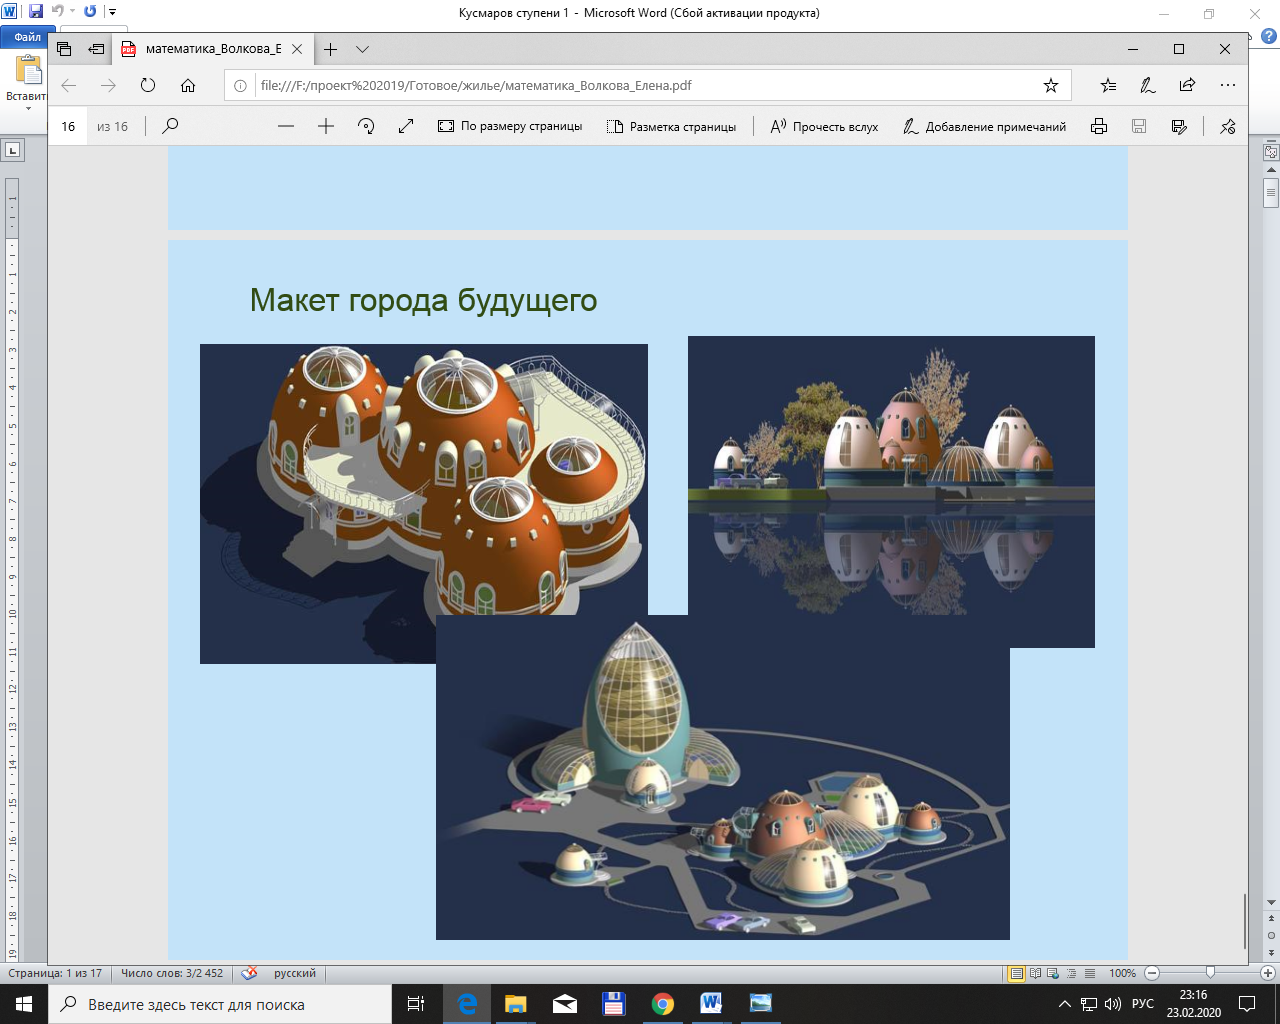 Кусмаров ступени 1 - Microsoft Word (Сбой активации продукта)
Файл
математика_Волкова_Е
Вставить
file:///F:/проект%202019/Готовое/жилье/математика_Волкова_Елена.pdf
16 из 16
По размеру страницы
Разметка страницы
Прочесть вслух
Добавление примечаний
Макет города будущего
Страница: 1 из 17
Число слов: 3/2 452
русский
100%
Введите здесь текст для поиска
РУС
23:16
23.02.2020